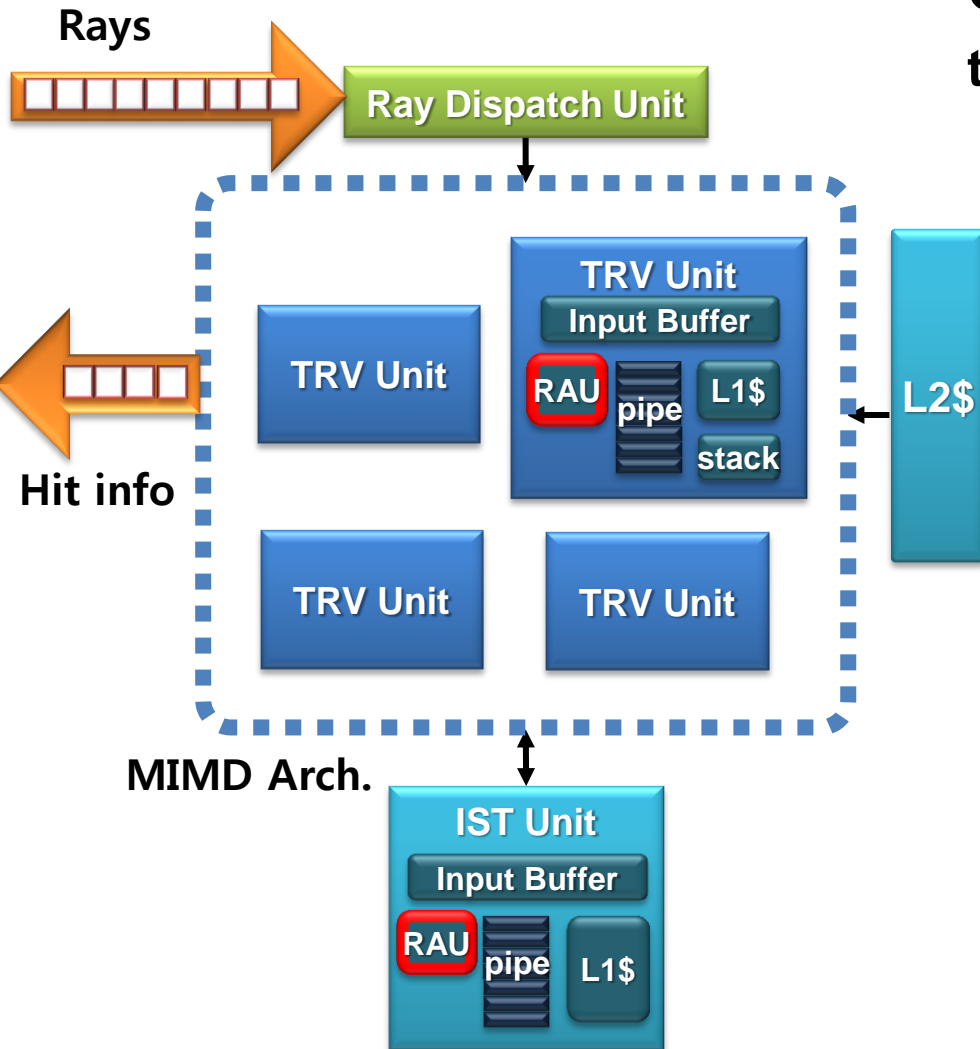 Rays
t
Ray Dispatch Unit
TRV Unit
Input Buffer
RAU
pipe
L1$
stack
TRV Unit
L2$
Hit info
TRV Unit
TRV Unit
MIMD Arch.
IST Unit
Input Buffer
RAU
pipe
L1$